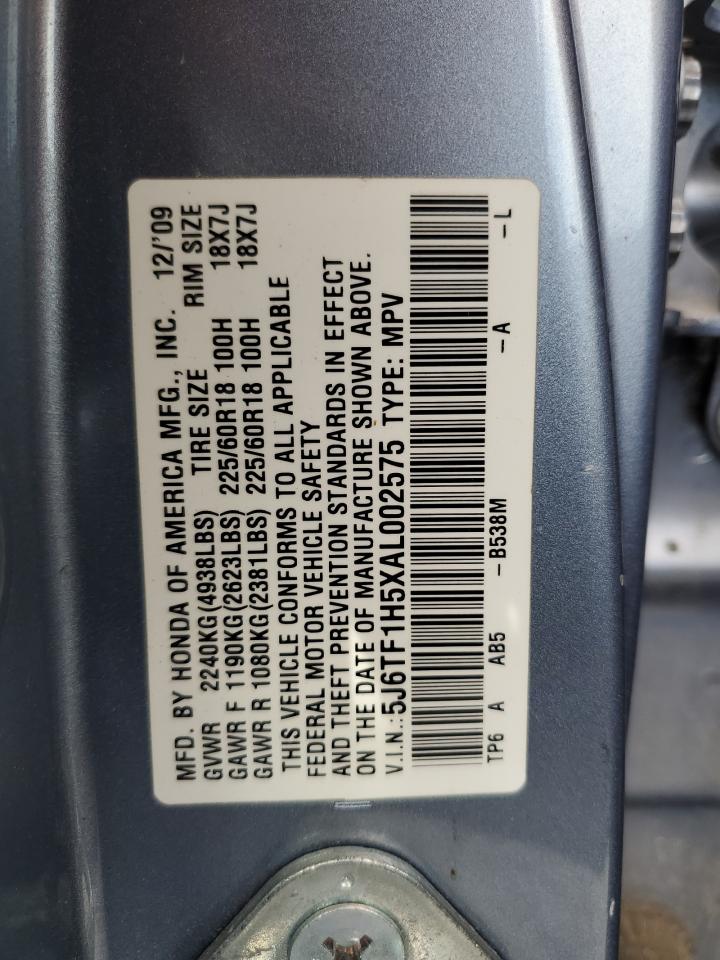 MFD. BY HONDA OF AMERICA MFG., INC. 12/'09
GVWR 2240KG(4938LBS) TIRE SIZE RIM SIZE
GAWR F 1190KG(2623LBS) 225/60R18 100H 18X7J
GAWR R 1080KG(2381LBS) 225/60R18 100H 18X7J
THIS VEHICLE CONFORMS TO ALL APPLICABLE
FEDERAL MOTOR VEHICLE SAFETY
AND THEFT PREVENTION STANDARDS IN EFFECT
ON THE DATE OF MANUFACTURE SHOWN ABOVE.
V.I.N.: 5J6TF1H5XAL002575 TYPE: MPV
TP6 A AB5 -B538M -A -L